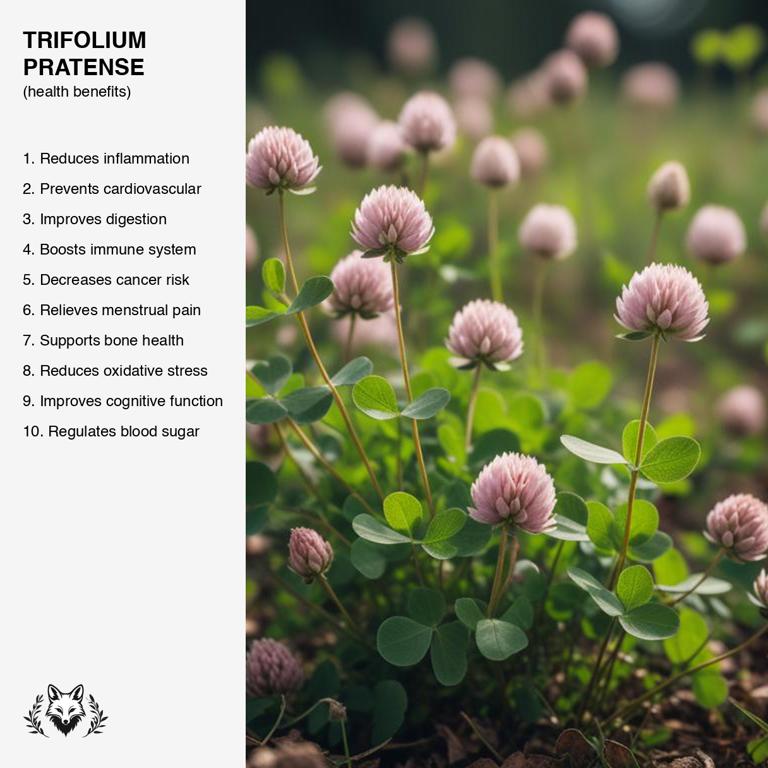 TRIFOLIUM
PRATENSE
(health benefits)
1. Reduces inflammation
2. Prevents cardiovascular
3. Improves digestion
4. Boosts immune system
5. Decreases cancer risk
6. Relieves menstrual pain
7. Supports bone health
8. Reduces oxidative stress
9. Improves cognitive function
10. Regulates blood sugar